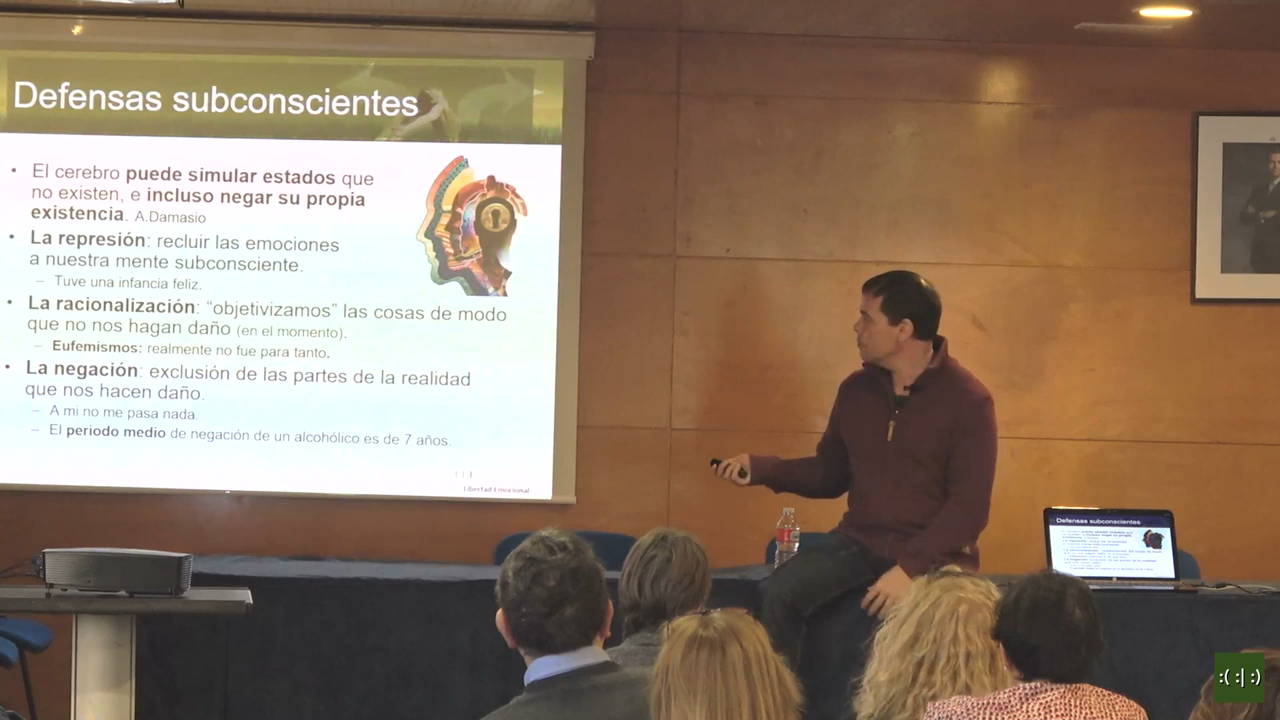 Defensas subconscientes
• El cerebro puede simular estados que
no existen, e incluso negar su propia
existencia. A.Damasio
• La represión: recluir las emociones
a nuestra mente subconsciente.
– Tuve una infancia feliz.
• La racionalización: “objetivizamos” las cosas de modo
que no nos hagan daño (en el momento).
– Eufemismos: realmente no fue para tanto.
• La negación: exclusión de las partes de la realidad
que nos hacen daño.
– A mi no me pasa nada.
– El periodo medio de negación de un alcohólico es de 7 años.
Libertad Emocional
Defensas subconscientes
:( :| :)